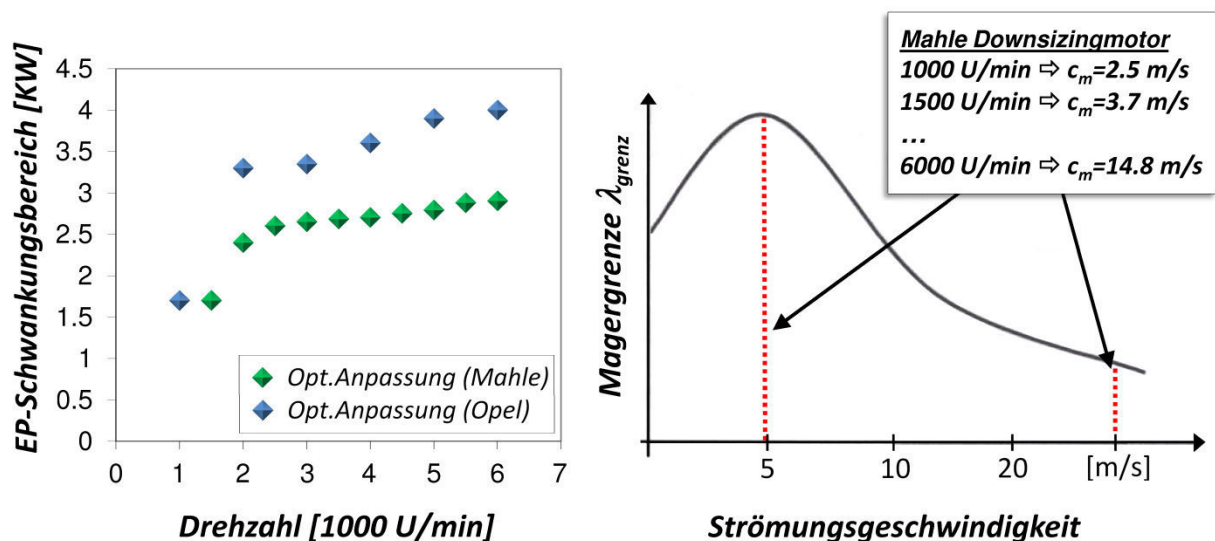 EP-Schwankungsbereich [KW]
4.5
4
3.5
3
2.5
2
1.5
1
0.5
0
0 1 2 3 4 5 6 7
Opt.Anpassung (Mahle)
Opt.Anpassung (Opel)
Drehzahl [1000 U/min]
Mahle Downsizingmotor
1000 U/min ⇨ cm=2.5 m/s
1500 U/min ⇨ cm=3.7 m/s
...
6000 U/min ⇨ cm=14.8 m/s
Magergrenze λgrenz
5 10 20 [m/s]
Strömungsgeschwindigkeit